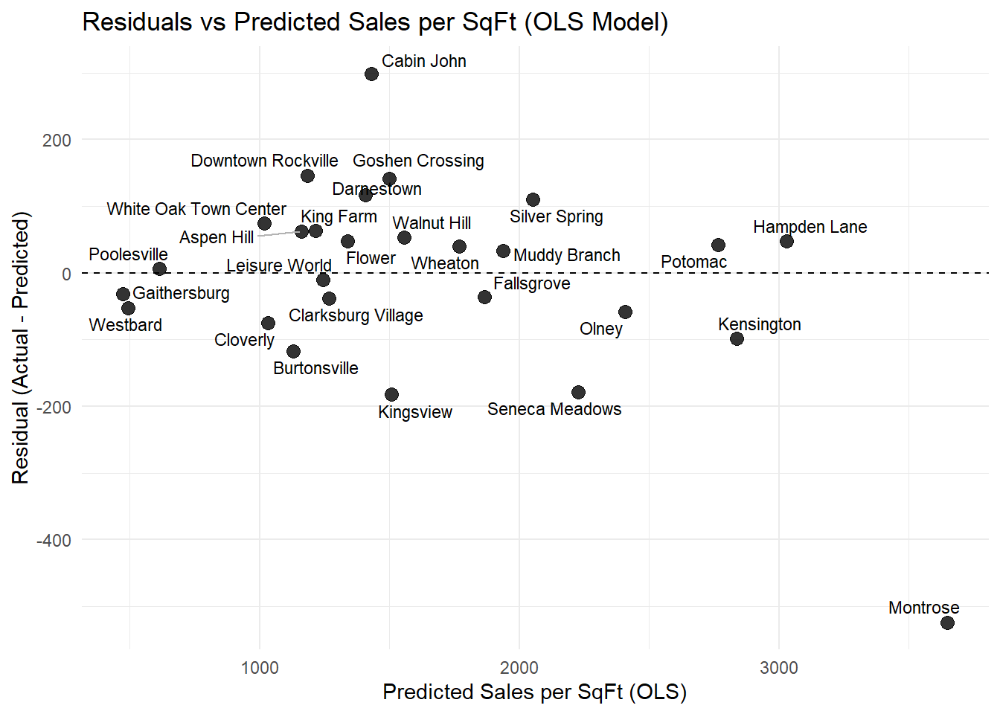 Residuals vs Predicted Sales per SqFt (OLS Model)
Cabin John
200
Downtown Rockville
Goshen Crossing
Darnestown
White Oak Town Center
King Farm
Silver Spring
Walnut Hill
Hampden Lane
Aspen Hill
Poolesville
Flower
Muddy Branch
Leisure World
Wheaton
Potomac
0
Fallsgrove
Gaithersburg
Clarksburg Village
Westbard
Kensington
Olney
Cloverly
Burtonsville
-200
Kingsview
Seneca Meadows
Residual (Actual - Predicted)
-400
Montrose
1000
2000
3000
Predicted Sales per SqFt (OLS)